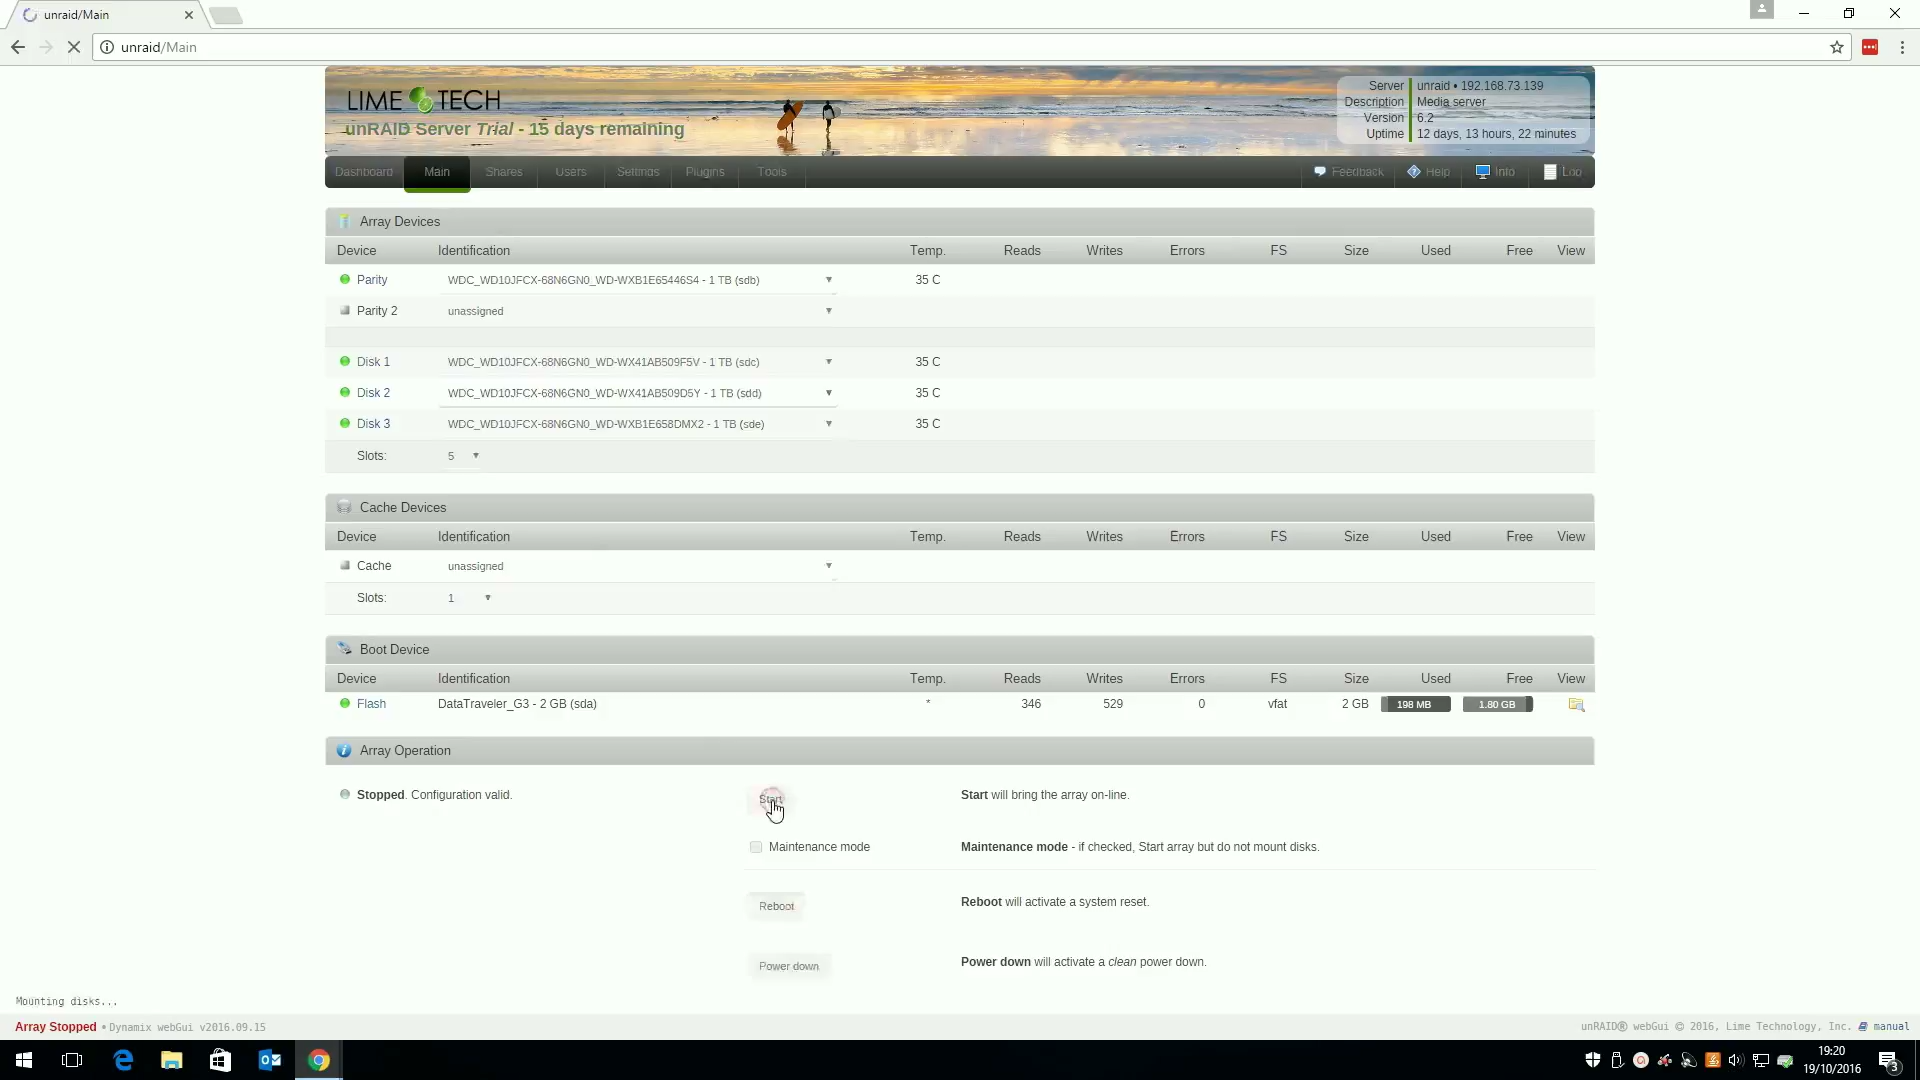 unraid/Main
unraid/Main
LIME TECH
unRAID Server Trial - 15 days remaining
Server unraid • 192.168.73.139
Description Media server
Version 6.2
Uptime 12 days, 13 hours, 22 minutes
Dashboard Main Shares Users Settings Plugins Tools Feedback Help Info Log
Array Devices
Device Identification Temp. Reads Writes Errors FS Size Used Free View
Parity WDC_WD10JFCX-68N6GN0_WD-WXB1E65446S4 - 1 TB (sdb) 35 C
Parity 2 unassigned
Disk 1 WDC_WD10JFCX-68N6GN0_WD-WX41AB509F5V - 1 TB (sdc) 35 C
Disk 2 WDC_WD10JFCX-68N6GN0_WD-WX41AB509D5Y - 1 TB (sdd) 35 C
Disk 3 WDC_WD10JFCX-68N6GN0_WD-WXB1E658DMX2 - 1 TB (sde) 35 C
Slots: 5
Cache Devices
Device Identification Temp. Reads Writes Errors FS Size Used Free View
Cache unassigned
Slots: 1
Boot Device
Device Identification Temp. Reads Writes Errors FS Size Used Free View
Flash DataTraveler_G3 - 2 GB (sda) * 346 529 0 vfat 2 GB 198 MB 1.80 GB
Array Operation
Stopped. Configuration valid. Start Start will bring the array on-line.
Maintenance mode Maintenance mode - if checked, Start array but do not mount disks.
Reboot Reboot will activate a system reset.
Power down Power down will activate a clean power down.
Mounting disks...
Array Stopped • Dynamix webGui v2016.09.15 unRAID® webGui © 2016, Lime Technology, Inc. manual
19:20
19/10/2016
3